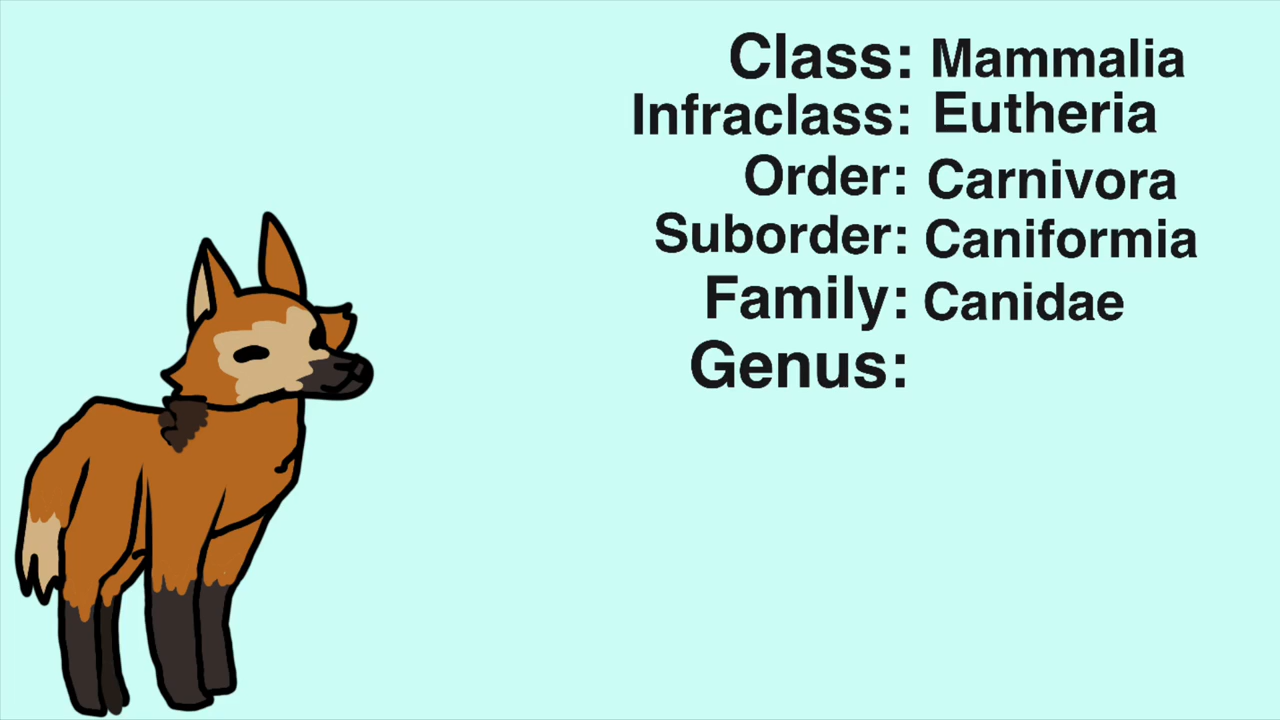 Class: Mammalia
Infraclass: Eutheria
Order: Carnivora
Suborder: Caniformia
Family: Canidae
Genus: